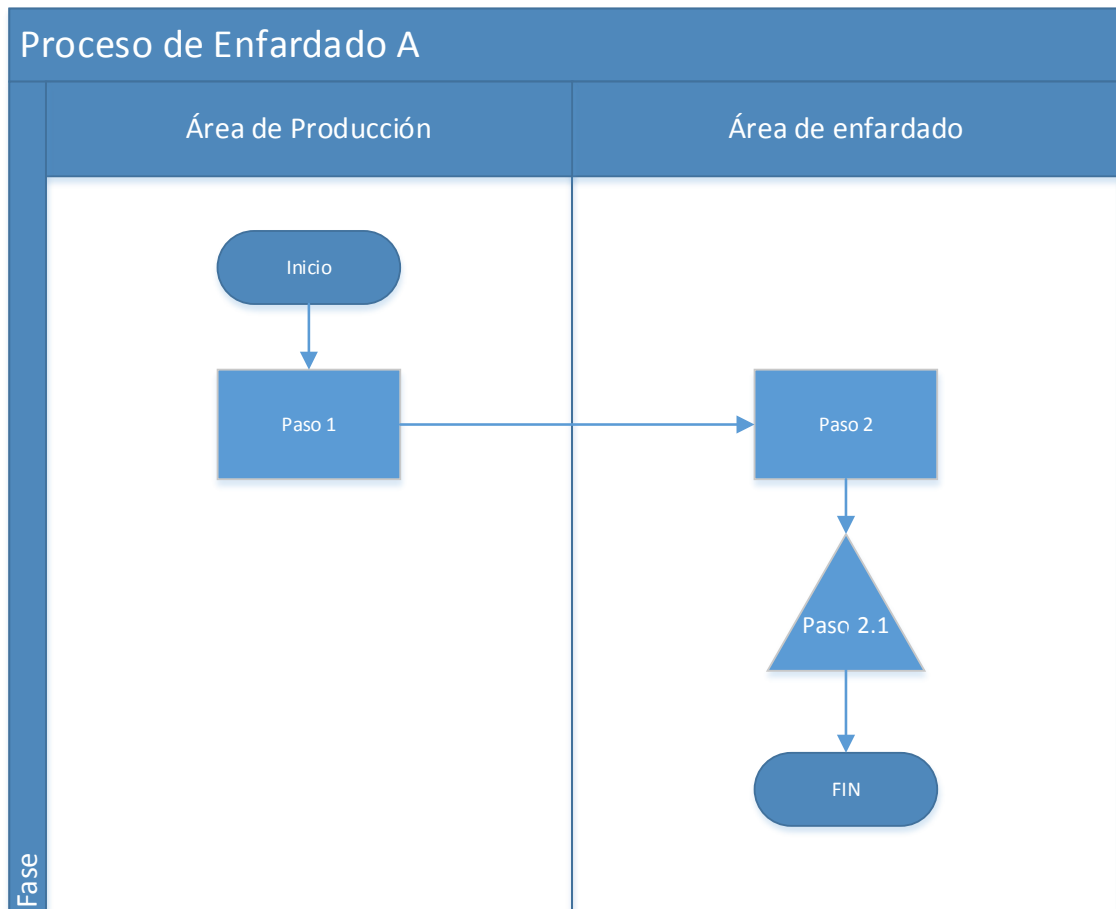 Proceso de Enfardado A
Área de Producción
Área de enfardado
Inicio
Paso 1
Paso 2
Paso 2.1
FIN
Fase